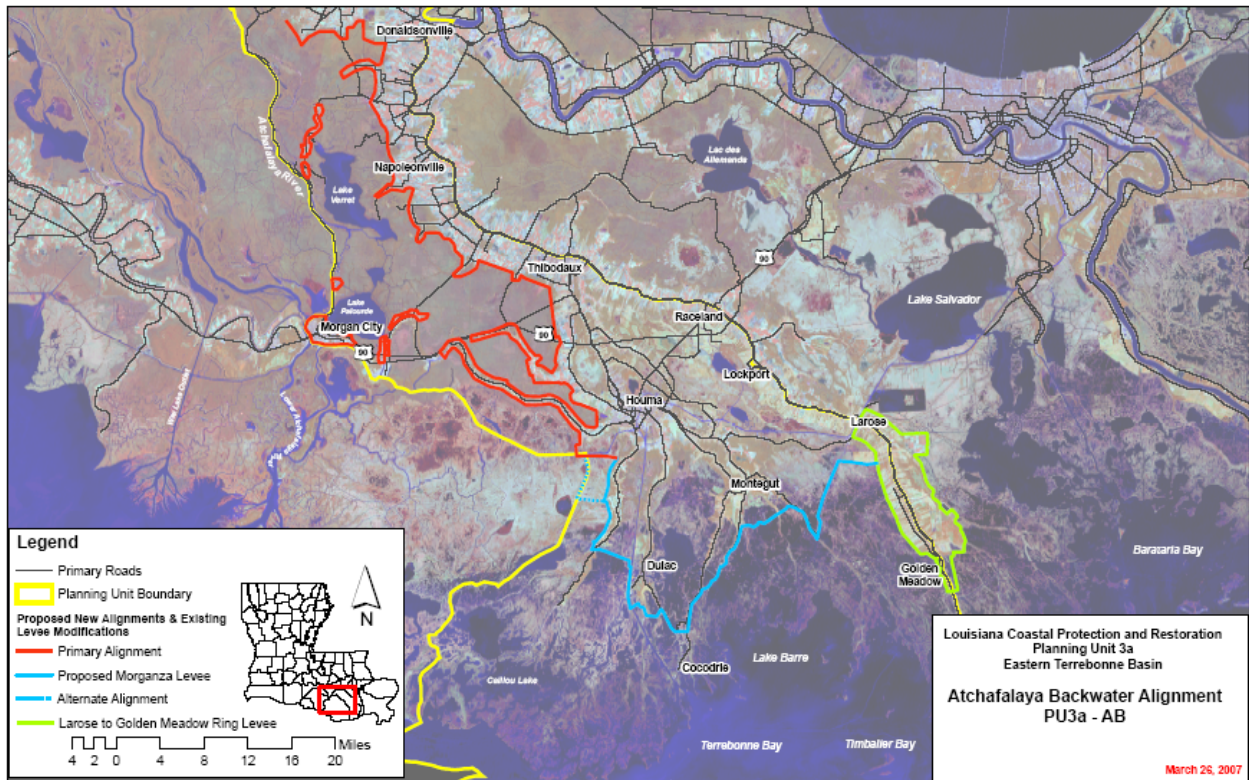 Donaldsonville
Atchafalaya River
Napoleonville
Lake
Verret
Lac des
Allemands
90
Thibodaux
Lake Salvador
Raceland
Lake
Palourde
Morgan City
90
90
Lockport
Houma
Larose
Wax Lake Outlet
Lower Atchafalaya
River
Montegut
Dulac
Golden
Meadow
Barataria Bay
Cocodrie
Lake Barre
Caillou Lake
Terrebonne Bay
Timbalier Bay
Legend
Primary Roads
Planning Unit Boundary
Proposed New Alignments & Existing
Levee Modifications
Primary Alignment
Proposed Morganza Levee
Alternate Alignment
Larose to Golden Meadow Ring Levee
N
Miles
4 2 0 4 8 12 16 20
Louisiana Coastal Protection and Restoration
Planning Unit 3a
Eastern Terrebonne Basin
Atchafalaya Backwater Alignment
PU3a - AB
March 26, 2007